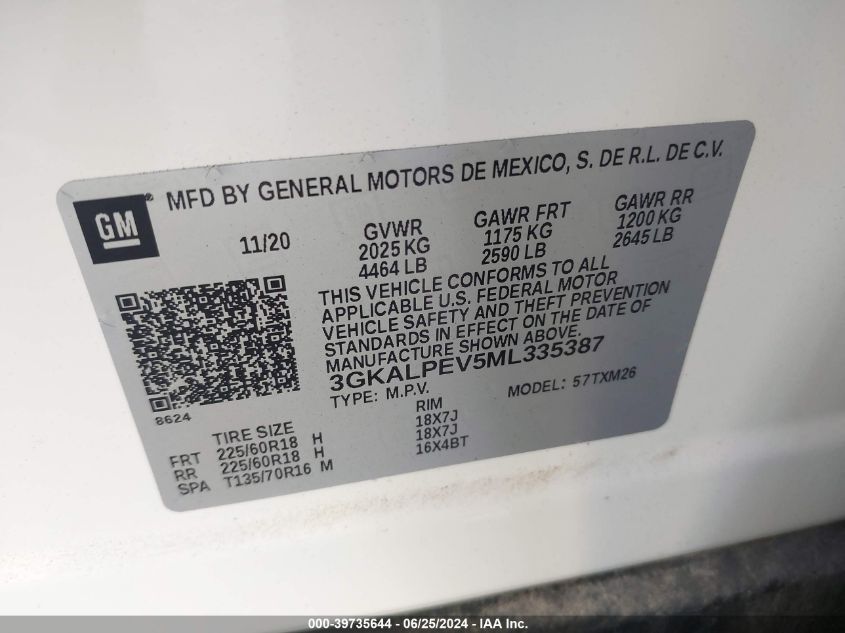 GM® MFD BY GENERAL MOTORS DE MEXICO, S. DE R.L. DE C.V.
11/20 GVWR GAWR FRT GAWR RR
2025 KG 1175 KG 1200 KG
4464 LB 2590 LB 2645 LB
THIS VEHICLE CONFORMS TO ALL
APPLICABLE U.S. FEDERAL MOTOR
VEHICLE SAFETY AND THEFT PREVENTION
STANDARDS IN EFFECT ON THE DATE OF
MANUFACTURE SHOWN ABOVE.
3GKALPEV5ML335387
TYPE: M.P.V. MODEL: 57TXM26
8624
TIRE SIZE RIM
FRT 225/60R18 H 18X7J
RR 225/60R18 H 18X7J
SPA T135/70R16 M 16X4BT
000-39735644 - 06/25/2024 - IAA Inc.